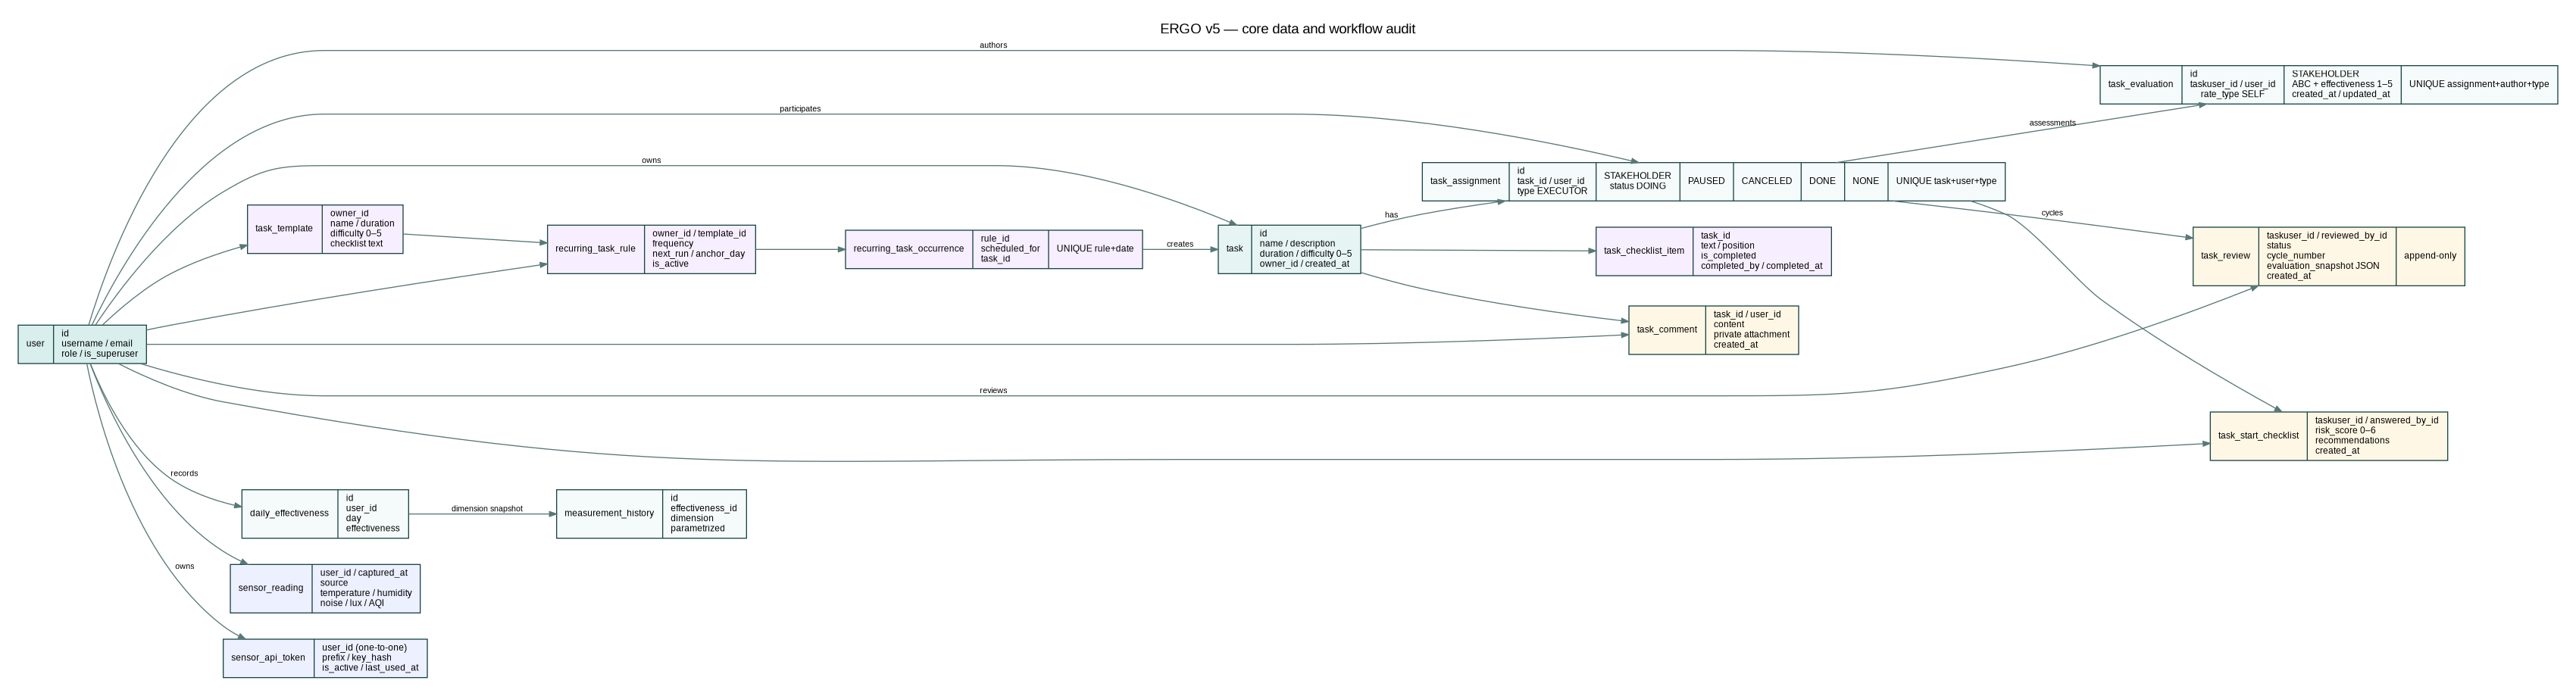 ERGO v5 — core data and workflow audit
authors
task_evaluation
id
taskuser_id / user_id
rate_type SELF
STAKEHOLDER
ABC + effectiveness 1–5
created_at / updated_at
UNIQUE assignment+author+type
participates
assessments
owns
task_assignment
id
task_id / user_id
type EXECUTOR
STAKEHOLDER
status DOING
PAUSED
CANCELED
DONE
NONE
UNIQUE task+user+type
task_template
owner_id
name / duration
difficulty 0–5
checklist text
recurring_task_rule
owner_id / template_id
frequency
next_run / anchor_day
is_active
recurring_task_occurrence
rule_id
scheduled_for
task_id
UNIQUE rule+date
creates
task
id
name / description
duration / difficulty 0–5
owner_id / created_at
has
cycles
task_checklist_item
task_id
text / position
is_completed
completed_by / completed_at
task_review
taskuser_id / reviewed_by_id
status
cycle_number
evaluation_snapshot JSON
created_at
append-only
user
id
username / email
role / is_superuser
task_comment
task_id / user_id
content
private attachment
created_at
reviews
task_start_checklist
taskuser_id / answered_by_id
risk_score 0–6
recommendations
created_at
records
daily_effectiveness
id
user_id
day
effectiveness
dimension snapshot
measurement_history
id
effectiveness_id
dimension
parametrized
owns
sensor_reading
user_id / captured_at
source
temperature / humidity
noise / lux / AQI
sensor_api_token
user_id (one-to-one)
prefix / key_hash
is_active / last_used_at